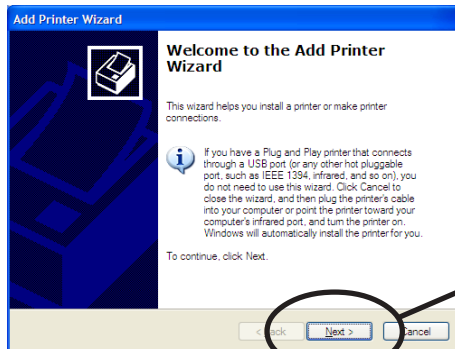 Add Printer Wizard
Welcome to the Add Printer
Wizard
This wizard helps you install a printer or make printer
connections.
If you have a Plug and Play printer that connects
through a USB port (or any other hot pluggable
port, such as IEEE 1394, infrared, and so on), you
do not need to use this wizard. Click Cancel to
close the wizard, and then plug the printer's cable
into your computer or point the printer toward your
computer's infrared port, and turn the printer on.
Windows will automatically install the printer for you.
To continue, click Next.
< Back Next > Cancel